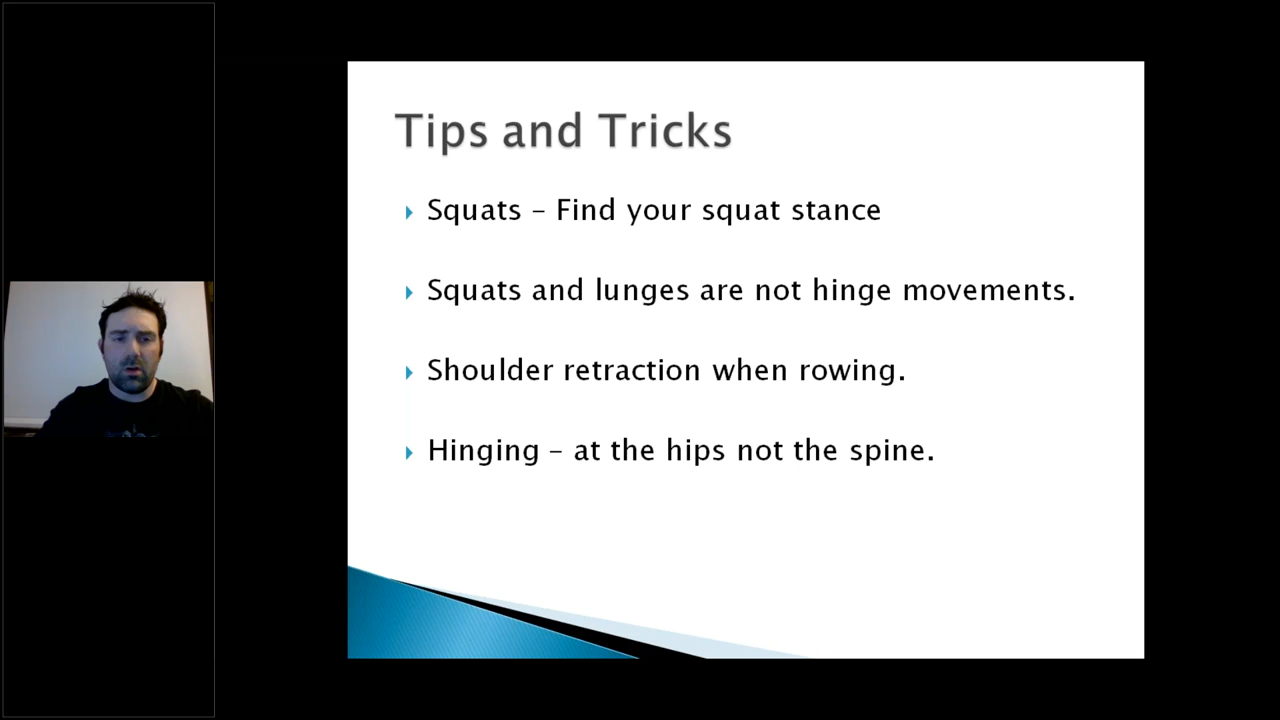 Tips and Tricks
Squats – Find your squat stance
Squats and lunges are not hinge movements.
Shoulder retraction when rowing.
Hinging – at the hips not the spine.